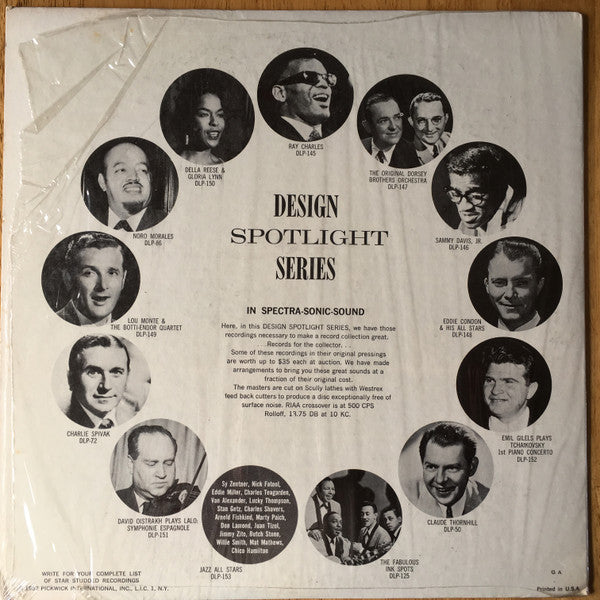 RAY CHARLES
DLP-145
DELLA REESE &
GLORIA LYNN
DLP-150
THE ORIGINAL DORSEY
BROTHERS ORCHESTRA
DLP-147
NORO MORALES
DLP-86
SAMMY DAVIS, JR.
DLP-146
DESIGN
SPOTLIGHT
SERIES
LOU MONTE &
THE BOTTI-ENDOR QUARTET
DLP-149
EDDIE CONDON
& HIS ALL STARS
DLP-148
IN SPECTRA-SONIC-SOUND
Here, in this DESIGN SPOTLIGHT SERIES, we have those
recordings necessary to make a record collection great.
Records for the collector. . .
Some of these recordings in their original pressings
are worth up to $35 each at auction. We have made
arrangements to bring you these great sounds at a
fraction of their original cost.
The masters are cut on Scully lathes with Westrex
feed back cutters to produce a disc exceptionally free of
surface noise. RIAA crossover is at 500 CPS
Rolloff, 13.75 DB at 10 KC.
CHARLIE SPIVAK
DLP-72
EMIL GILELS PLAYS
TCHAIKOVSKY
1st PIANO CONCERTO
DLP-152
DAVID OISTRAKH PLAYS LALO:
SYMPHONIE ESPAGNOLE
DLP-151
Sy Zentner, Nick Fatool,
Eddie Miller, Charles Teagarden,
Van Alexander, Lucky Thompson,
Stan Getz, Charles Shavers,
Arnold Fishkind, Marty Paich,
Don Lamond, Juan Tizol,
Jimmy Zito, Butch Stone,
Willie Smith, Mat Mathews,
Chico Hamilton
JAZZ ALL STARS
DLP-153
THE FABULOUS
INK SPOTS
DLP-125
CLAUDE THORNHILL
DLP-50
WRITE FOR YOUR COMPLETE LIST
OF STAR STUDDED RECORDINGS
PICKWICK INTERNATIONAL, INC., L.I.C. 1, N.Y.
G A
Printed in U.S.A.